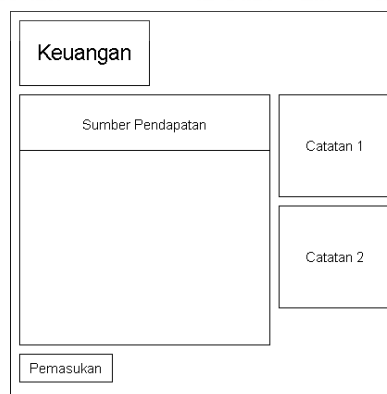 Keuangan
Sumber Pendapatan
Catatan 1
Catatan 2
Pemasukan